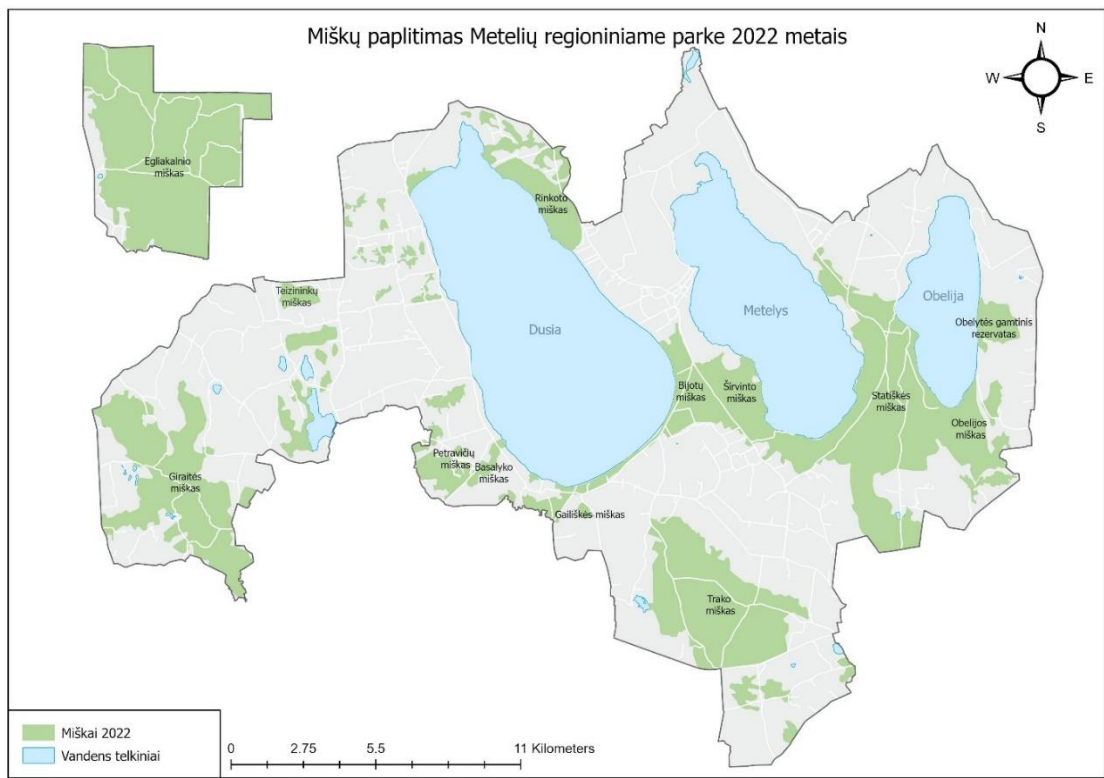 Miškų paplitimas Metelių regioniniame parke 2022 metais
N
W
E
S
Egliakalnio
miškas
Rinkoto
miškas
Teizininkų
miškas
Dusia
Metelys
Obelija
Obelytės gamtinis
rezervatas
Bijotų
miškas
Širvinto
miškas
Statiškės
miškas
Obelijos
miškas
Petravičių
miškas
Basalyko
miškas
Giraitės
miškas
Gailiškės miškas
Trako
miškas
Miškai 2022
Vandens telkiniai
0 2.75 5.5 11 Kilometers